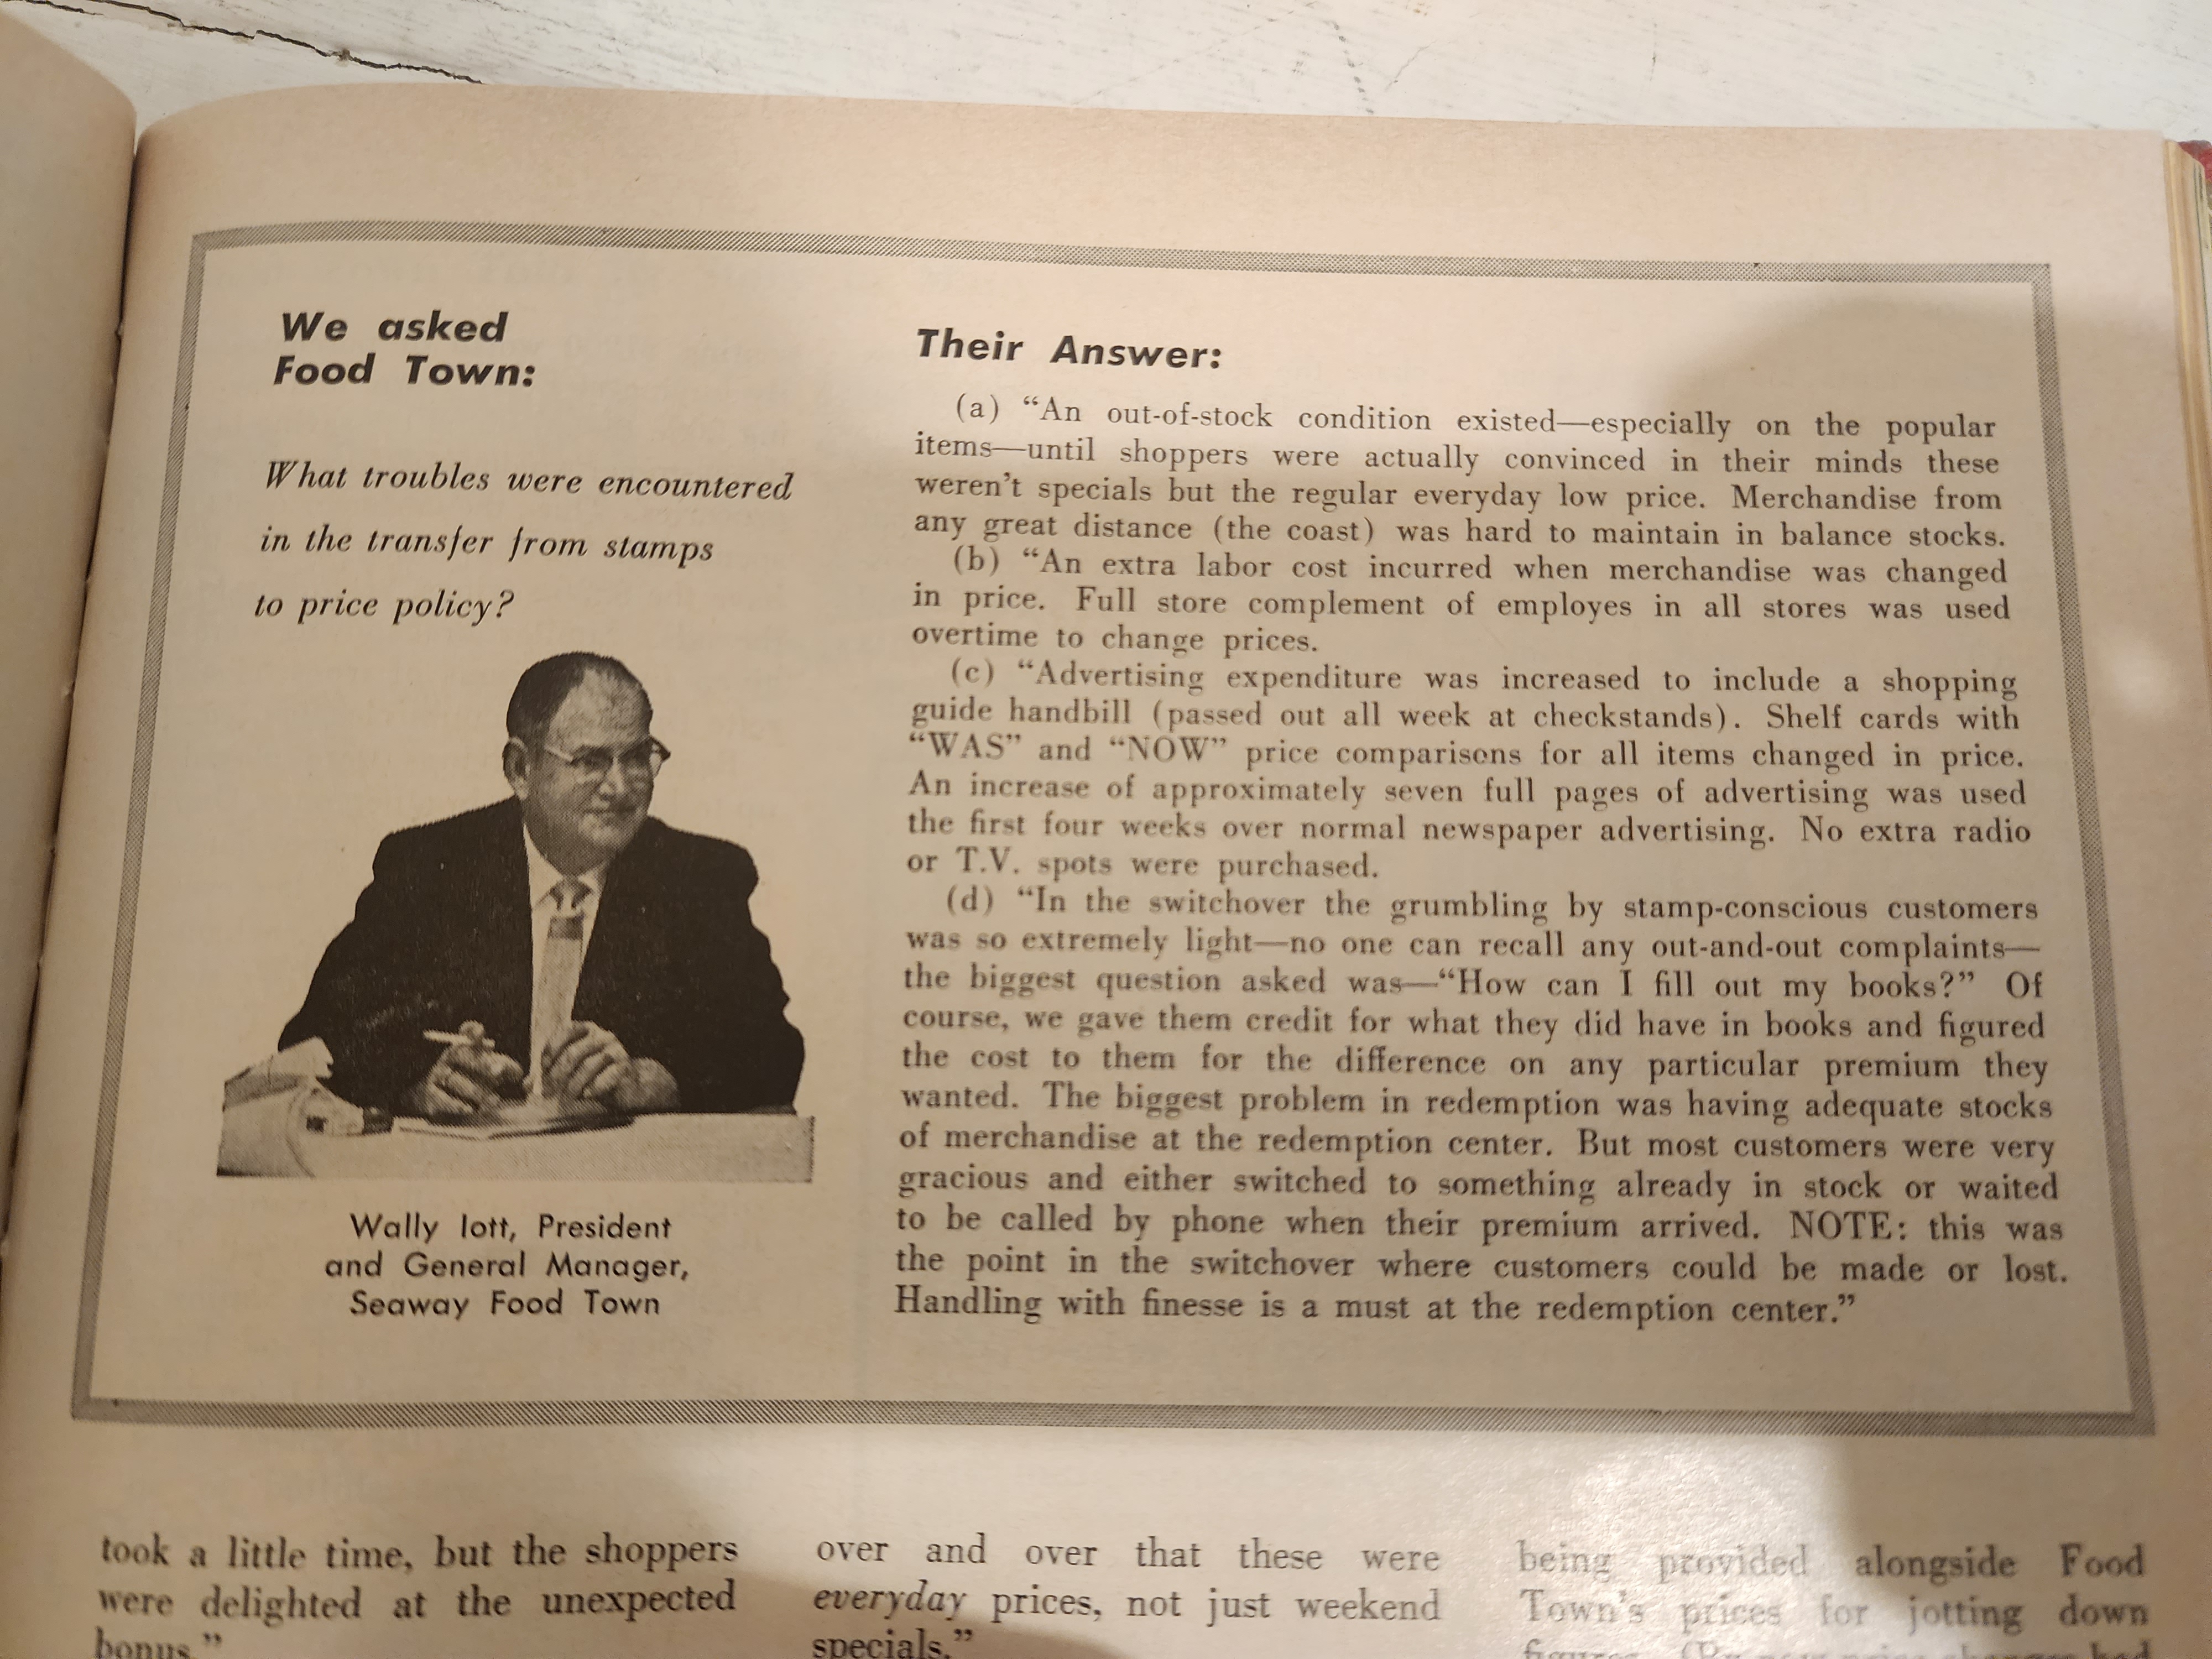 We asked
Food Town:
What troubles were encountered
in the transfer from stamps
to price policy?
Wally Iott, President
and General Manager,
Seaway Food Town
Their Answer:
(a) “An out-of-stock condition existed—especially on the popular
items—until shoppers were actually convinced in their minds these
weren’t specials but the regular everyday low price. Merchandise from
any great distance (the coast) was hard to maintain in balance stocks.
(b) “An extra labor cost incurred when merchandise was changed
in price. Full store complement of employes in all stores was used
overtime to change prices.
(c) “Advertising expenditure was increased to include a shopping
guide handbill (passed out all week at checkstands). Shelf cards with
“WAS” and “NOW” price comparisons for all items changed in price.
An increase of approximately seven full pages of advertising was used
the first four weeks over normal newspaper advertising. No extra radio
or T.V. spots were purchased.
(d) “In the switchover the grumbling by stamp-conscious customers
was so extremely light—no one can recall any out-and-out complaints—
the biggest question asked was—“How can I fill out my books?” Of
course, we gave them credit for what they did have in books and figured
the cost to them for the difference on any particular premium they
wanted. The biggest problem in redemption was having adequate stocks
of merchandise at the redemption center. But most customers were very
gracious and either switched to something already in stock or waited
to be called by phone when their premium arrived. NOTE: this was
the point in the switchover where customers could be made or lost.
Handling with finesse is a must at the redemption center.”
took a little time, but the shoppers
were delighted at the unexpected
bonus.”
over and over that these were
everyday prices, not just weekend
specials.”
being provided alongside Food
Town’s prices for jotting down